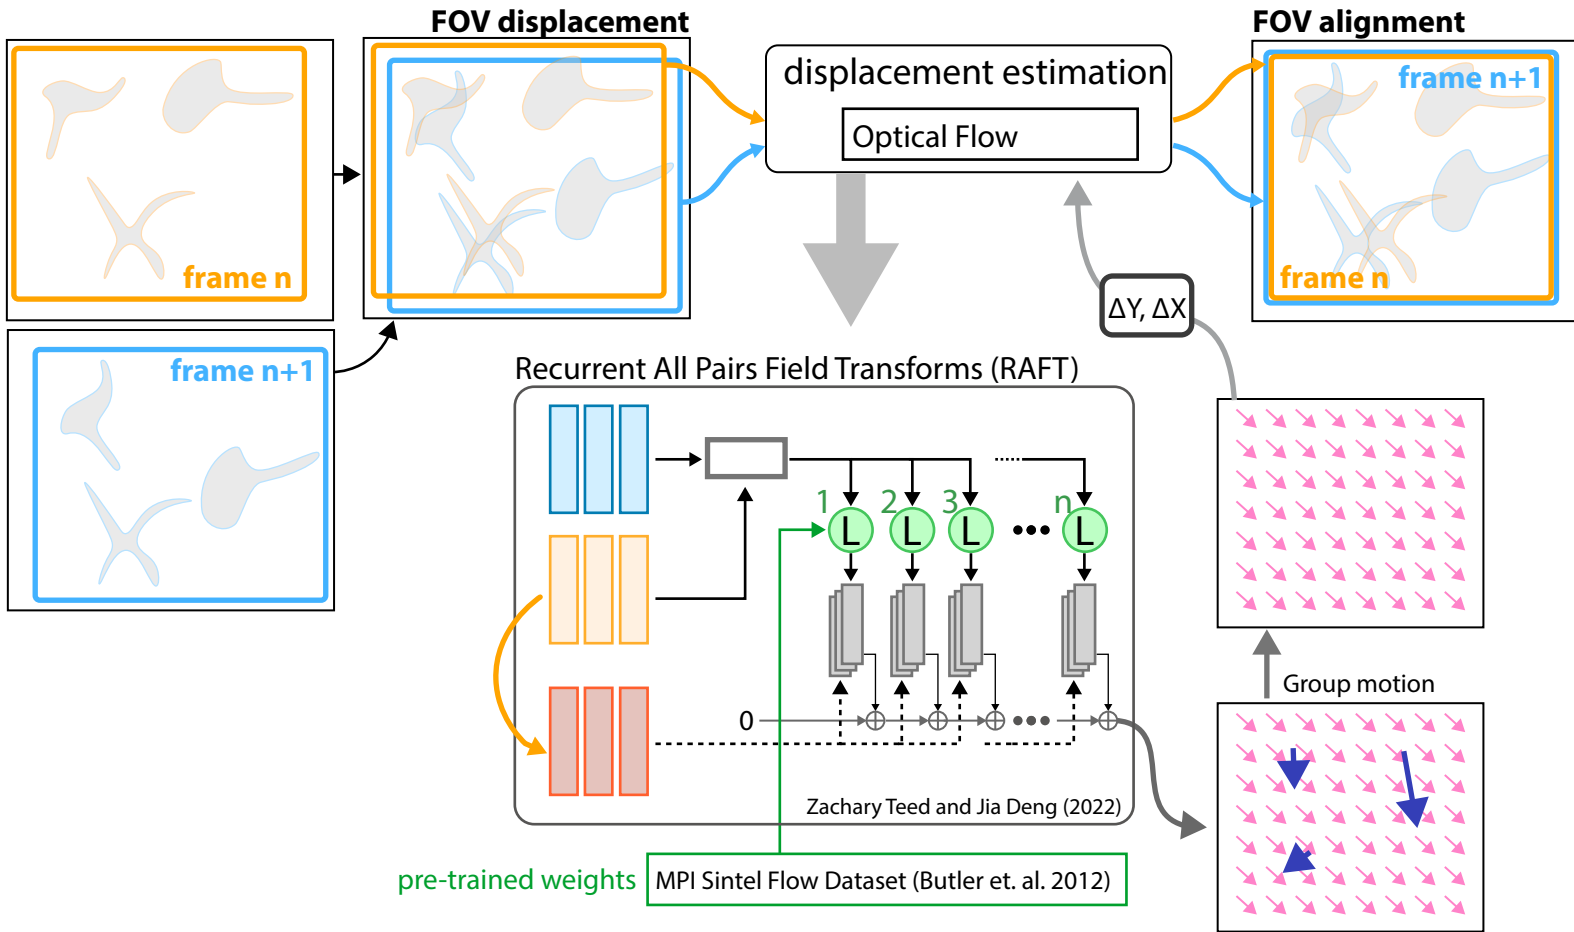 FOV displacement
FOV alignment
frame n
frame n+1
displacement estimation
Optical Flow
frame n+1
frame n
ΔY, ΔX
Recurrent All Pairs Field Transforms (RAFT)
1
2
3
n
L
L
L
L
0
Zachary Teed and Jia Deng (2022)
Group motion
pre-trained weights
MPI Sintel Flow Dataset (Butler et. al. 2012)